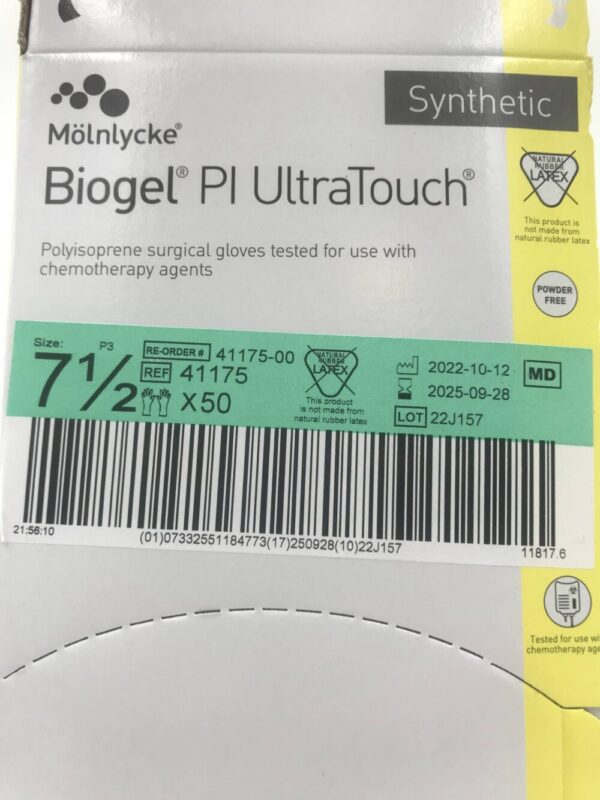 Synthetic
Mölnlycke®
Biogel® PI UltraTouch®
Polyisoprene surgical gloves tested for use with
chemotherapy agents
NATURAL
RUBBER
LATEX
This product is
not made from
natural rubber latex
POWDER
FREE
Size: P3
7½
RE-ORDER # 41175-00
REF 41175
X50
NATURAL
RUBBER
LATEX
This product
is not made from
natural rubber latex
2022-10-12
2025-09-28
LOT 22J157
MD
21:56:10
(01)07332551184773(17)250928(10)22J157
11817.6
Tested for use wi
chemotherapy age